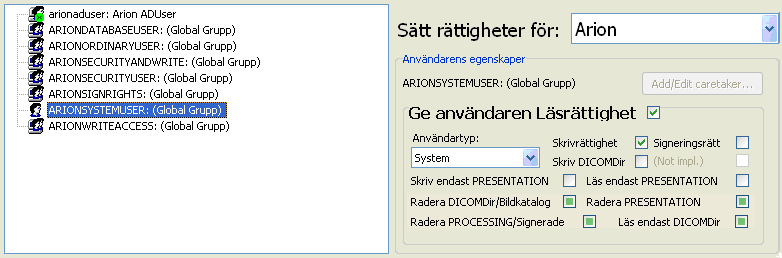 arionaduser: Arion ADUser
ARIONDATABASEUSER: (Global Grupp)
ARIONORDINARYUSER: (Global Grupp)
ARIONSECURITYANDWRITE: (Global Grupp)
ARIONSECURITYUSER: (Global Grupp)
ARIONSIGNRIGHTS: (Global Grupp)
ARIONSYSTEMUSER: (Global Grupp)
ARIONWRITEACCESS: (Global Grupp)
Sätt rättigheter för: Arion
Användarens egenskaper
ARIONSYSTEMUSER: (Global Grupp) Add/Edit caretaker...
Ge användaren Läsrättighet
Användartyp: Skrivrättighet Signeringsrätt
System Skriv DICOMDir (Not impl.)
Skriv endast PRESENTATION Läs endast PRESENTATION
Radera DICOMDir/Bildkatalog Radera PRESENTATION
Radera PROCESSING/Signerade Läs endast DICOMDir